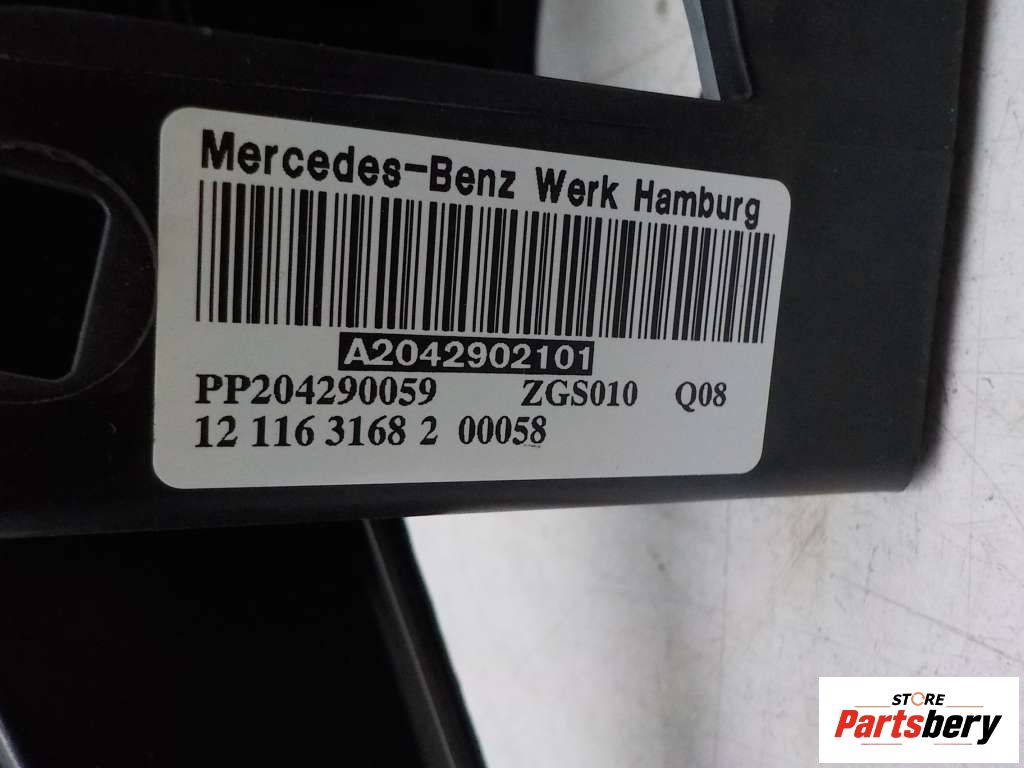 Mercedes-Benz Werk Hamburg
A2042902101
PP204290059 ZGS010 Q08
12 116 3168 2 00058
STORE
Partsbery